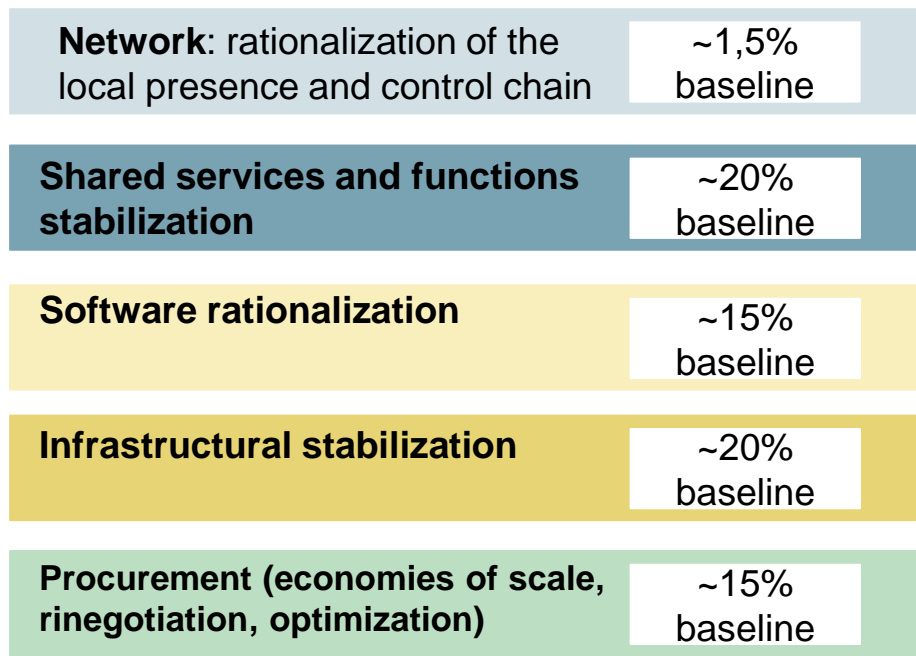 Network: rationalization of the
local presence and control chain
~1,5%
baseline
Shared services and functions
stabilization
~20%
baseline
Software rationalization
~15%
baseline
Infrastructural stabilization
~20%
baseline
Procurement (economies of scale,
rinegotiation, optimization)
~15%
baseline